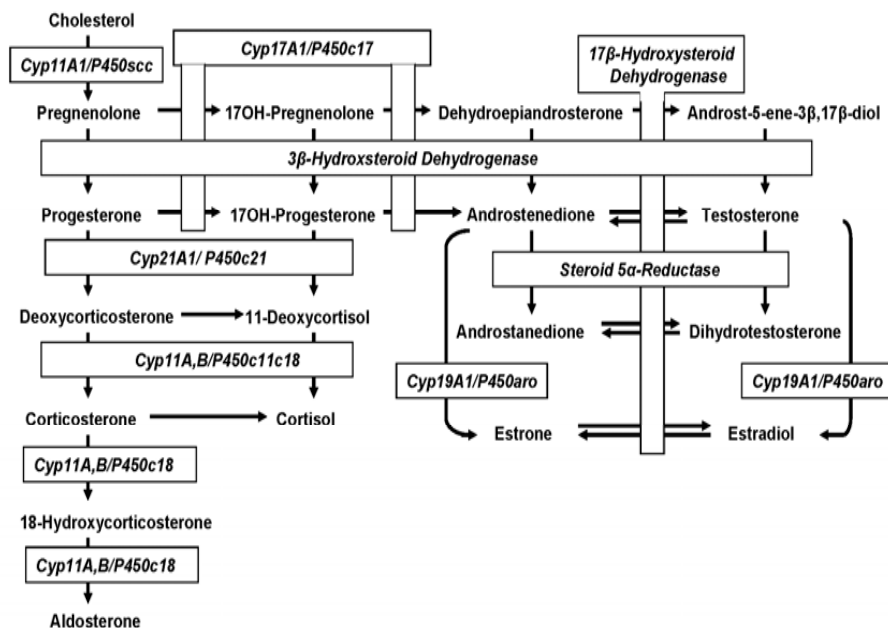 Cholesterol
Cyp17A1/P450c17
17β-Hydroxysteroid
Dehydrogenase
Cyp11A1/P450scc
Pregnenolone
17OH-Pregnenolone
Dehydroepiandrosterone
Androst-5-ene-3β,17β-diol
3β-Hydroxsteroid Dehydrogenase
Progesterone
17OH-Progesterone
Androstenedione
Testosterone
Cyp21A1/ P450c21
Steroid 5α-Reductase
Deoxycorticosterone
11-Deoxycortisol
Androstanedione
Dihydrotestosterone
Cyp11A,B/P450c11c18
Cyp19A1/P450aro
Cyp19A1/P450aro
Corticosterone
Cortisol
Estrone
Estradiol
Cyp11A,B/P450c18
18-Hydroxycorticosterone
Cyp11A,B/P450c18
Aldosterone